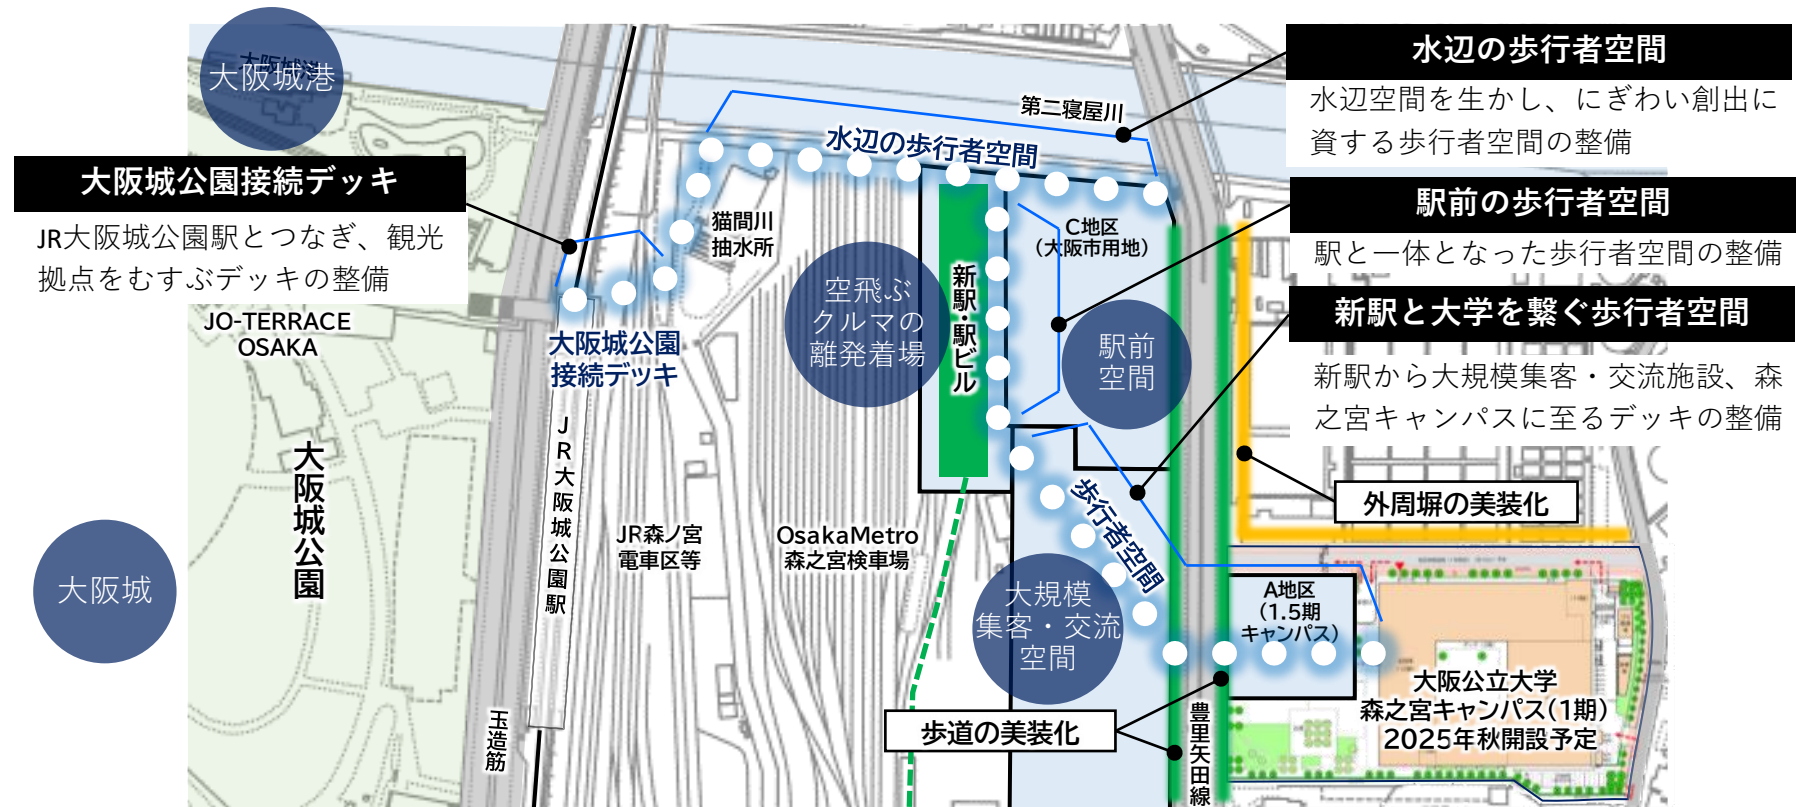 大阪城港
大阪城港
水辺の歩行者空間
水辺空間を生かし、にぎわい創出に
資する歩行者空間の整備
第二寝屋川
水辺の歩行者空間
大阪城公園接続デッキ
JR大阪城公園駅とつなぎ、観光
拠点をむすぶデッキの整備
駅前の歩行者空間
駅と一体となった歩行者空間の整備
猫間川
抽水所
C地区
(大阪市用地)
空飛ぶ
クルマの
離発着場
新駅・駅ビル
駅前
空間
新駅と大学を繋ぐ歩行者空間
新駅から大規模集客・交流施設、森
之宮キャンパスに至るデッキの整備
JO-TERRACE
OSAKA
大阪城公園
接続デッキ
JR大阪城公園駅
大阪城公園
大阪城
JR森ノ宮
電車区等
OsakaMetro
森之宮検車場
歩行者空間
外周塀の美装化
大規模
集客・交流
空間
A地区
(1.5期
キャンパス)
大阪公立大学
森之宮キャンパス(1期)
2025年秋開設予定
歩道の美装化
玉造筋
豊里矢田線